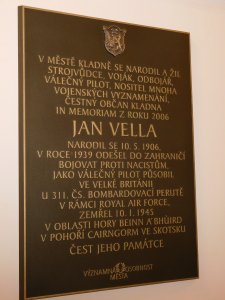 V MĚSTĚ KLADNĚ SE NARODIL A ŽIL
STROJVŮDCE, VOJÁK, ODBOJÁŘ,
VÁLEČNÝ PILOT, NOSITEL MNOHA
VOJENSKÝCH VYZNAMENÁNÍ,
ČESTNÝ OBČAN KLADNA
IN MEMORIAM Z ROKU 2006
JAN VELLA
NARODIL SE 10. 5. 1906,
V ROCE 1939 ODEŠEL DO ZAHRANIČÍ
BOJOVAT PROTI NACISTŮM.
JAKO VÁLEČNÝ PILOT PŮSOBIL
VE VELKÉ BRITÁNII
U 311. ČS. BOMBARDOVACÍ PERUTĚ
V RÁMCI ROYAL AIR FORCE.
ZEMŘEL 10. 1. 1945
V OBLASTI HORY BEINN A'BHÙIRD
V POHOŘÍ CAIRNGORM VE SKOTSKU
ČEST JEHO PAMÁTCE
VÝZNAMNÁ OSOBNOST
MĚSTA